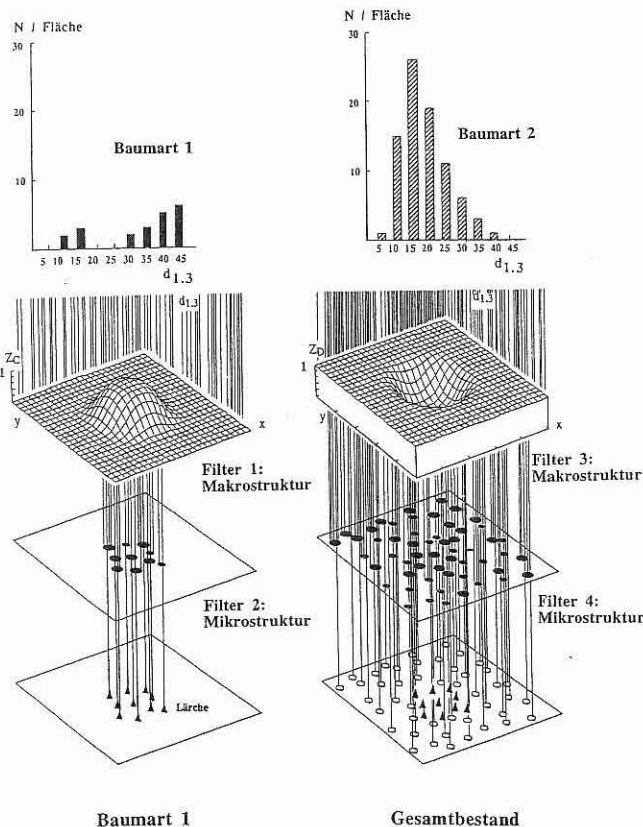 N / Fläche
30
20
10
Baumart 1
5 10 15 20 25 30 35 40 45
d1.3
N / Fläche
30
20
10
Baumart 2
5 10 15 20 25 30 35 40 45
d1.3
d1.3
ZC
1
y
x
Filter 1:
Makrostruktur
Filter 2:
Mikrostruktur
Lärche
Baumart 1
d1.3
ZD
1
y
x
Filter 3:
Makrostruktur
Filter 4:
Mikrostruktur
Gesamtbestand